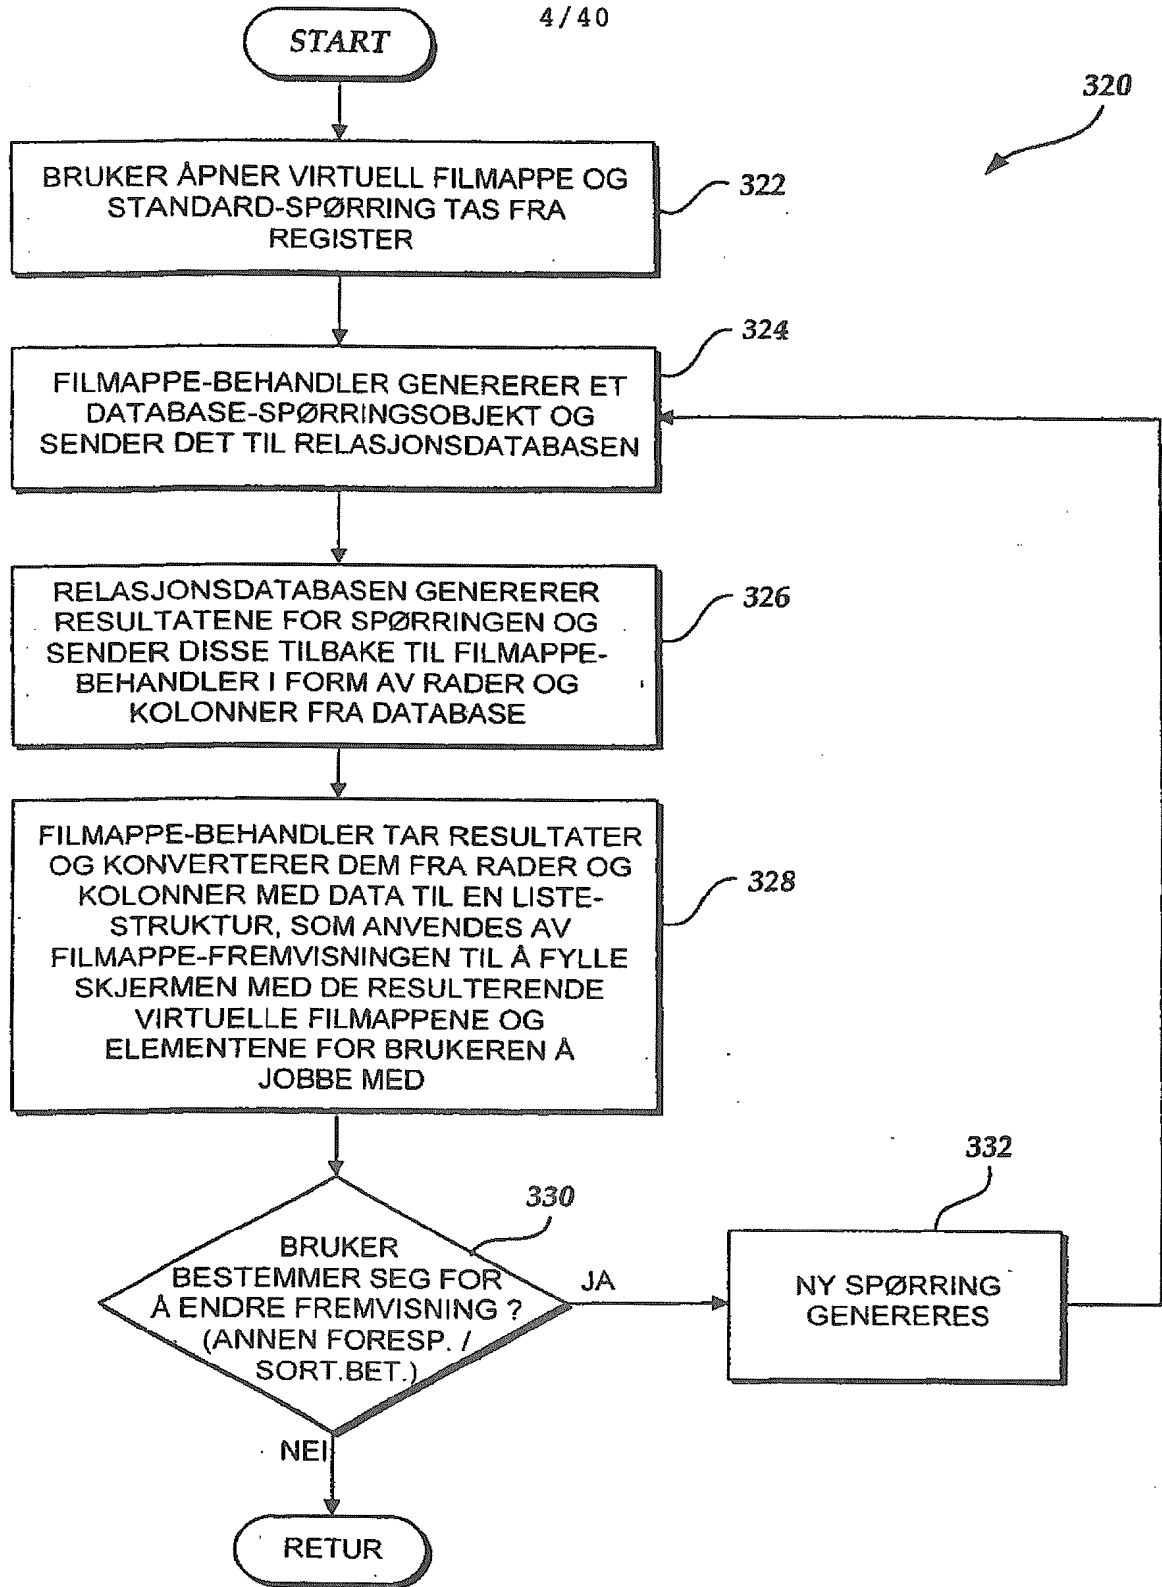 4/40
START
320
BRUKER ÅPNER VIRTUELL FILMAPPE OG
STANDARD-SPØRRING TAS FRA
REGISTER
322
324
FILMAPPE-BEHANDLER GENERERER ET
DATABASE-SPØRRINGSOBJEKT OG
SENDER DET TIL RELASJONSDATABASEN
RELASJONSDATABASEN GENERERER
RESULTATENE FOR SPØRRINGEN OG
SENDER DISSE TILBAKE TIL FILMAPPE-
BEHANDLER I FORM AV RADER OG
KOLONNER FRA DATABASE
326
FILMAPPE-BEHANDLER TAR RESULTATER
OG KONVERTERER DEM FRA RADER OG
KOLONNER MED DATA TIL EN LISTE-
STRUKTUR, SOM ANVENDES AV
FILMAPPE-FREMVISNINGEN TIL Å FYLLE
SKJERMEN MED DE RESULTERENDE
VIRTUELLE FILMAPPENE OG
ELEMENTENE FOR BRUKEREN Å
JOBBE MED
328
330
BRUKER
BESTEMMER SEG FOR
Å ENDRE FREMVISNING ?
(ANNEN FORESP. /
SORT.BET.)
JA
332
NY SPØRRING
GENERERES
NEI
RETUR